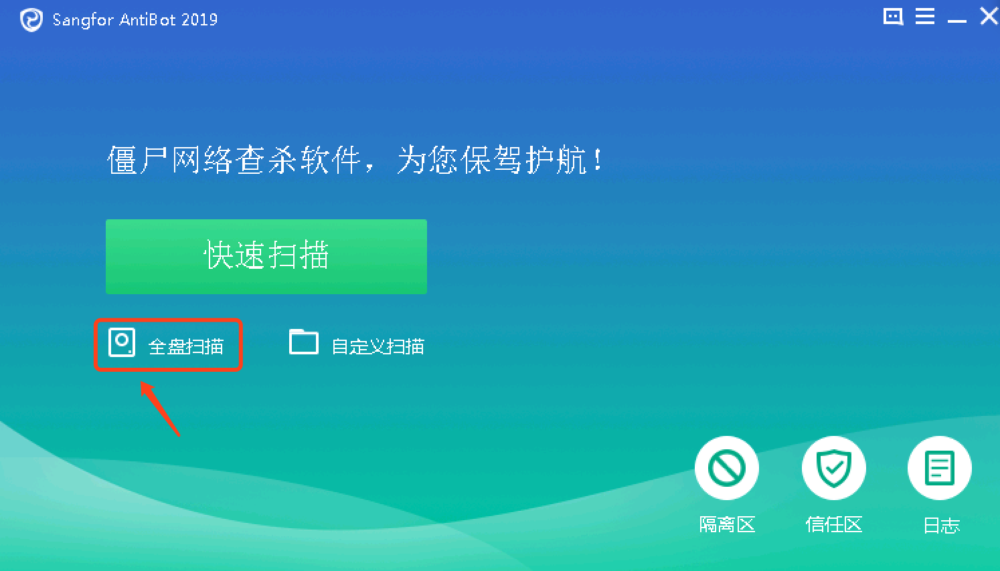 Sangfor AntiBot 2019
僵尸网络查杀软件，为您保驾护航！
快速扫描
全盘扫描
自定义扫描
隔离区
信任区
日志